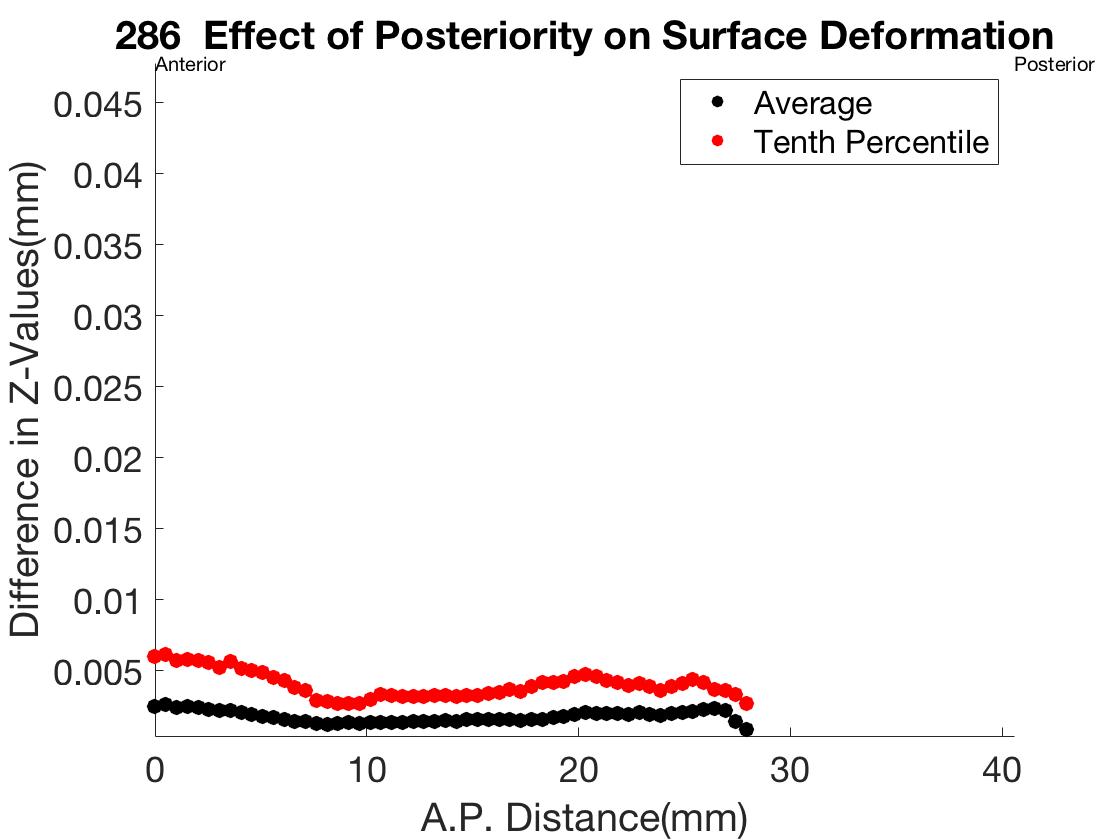 286  Effect of Posteriority on Surface Deformation
Anterior
Posterior
Average
Tenth Percentile
0.045
0.04
0.035
0.03
0.025
0.02
0.015
0.01
0.005
Difference in Z-Values(mm)
0
10
20
30
40
A.P. Distance(mm)